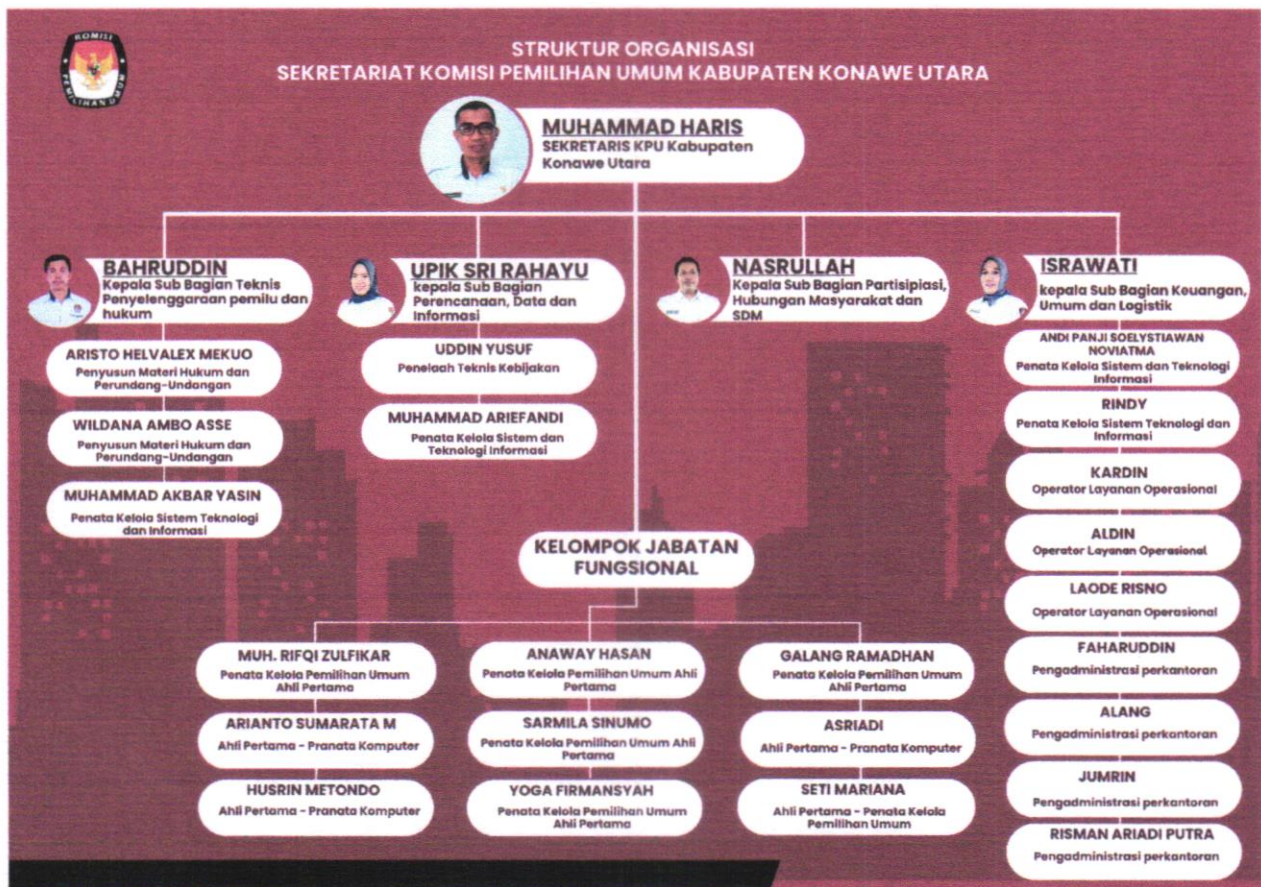 KOMISI
PEMILIHAN UMUM
STRUKTUR ORGANISASI
SEKRETARIAT KOMISI PEMILIHAN UMUM KABUPATEN KONAWE UTARA
MUHAMMAD HARIS
SEKRETARIS KPU Kabupaten
Konawe Utara
BAHRUDDIN
Kepala Sub Bagian Teknis
Penyelenggaraan pemilu dan
hukum
ARISTO HELVALEX MEKUO
Penyusun Materi Hukum dan
Perundang-Undangan
WILDANA AMBO ASSE
Penyusun Materi Hukum dan
Perundang-Undangan
MUHAMMAD AKBAR YASIN
Penata Kelola Sistem Teknologi
dan Informasi
UPIK SRI RAHAYU
kepala Sub Bagian
Perencanaan, Data dan
Informasi
UDDIN YUSUF
Penelaah Teknis Kebijakan
MUHAMMAD ARIEFANDI
Penata Kelola Sistem dan
Teknologi Informasi
NASRULLAH
Kepala Sub Bagian Partisipiasi,
Hubungan Masyarakat dan
SDM
ISRAWATI
kepala Sub Bagian Keuangan,
Umum dan Logistik
ANDI PANJI SOELYSTIAWAN
NOVIATMA
Penata Kelola Sistem dan Teknologi
Informasi
RINDY
Penata Kelola Sistem Teknologi dan
Informasi
KARDIN
Operator Layanan Operasional
ALDIN
Operator Layanan Operasional
LAODE RISNO
Operator Layanan Operasional
FAHARUDDIN
Pengadministrasi perkantoran
ALANG
Pengadministrasi perkantoran
JUMRIN
Pengadministrasi perkantoran
RISMAN ARIADI PUTRA
Pengadministrasi perkantoran
KELOMPOK JABATAN
FUNGSIONAL
MUH. RIFQI ZULFIKAR
Penata Kelola Pemilihan Umum
Ahli Pertama
ARIANTO SUMARATA M
Ahli Pertama - Pranata Komputer
HUSRIN METONDO
Ahli Pertama - Pranata Komputer
ANAWAY HASAN
Penata Kelola Pemilihan Umum Ahli
Pertama
SARMILA SINUMO
Penata Kelola Pemilihan Umum Ahli
Pertama
YOGA FIRMANSYAH
Penata Kelola Pemilihan Umum
Ahli Pertama
GALANG RAMADHAN
Penata Kelola Pemilihan Umum
Ahli Pertama
ASRIADI
Ahli Pertama - Pranata Komputer
SETI MARIANA
Ahli Pertama - Penata Kelola
Pemilihan Umum